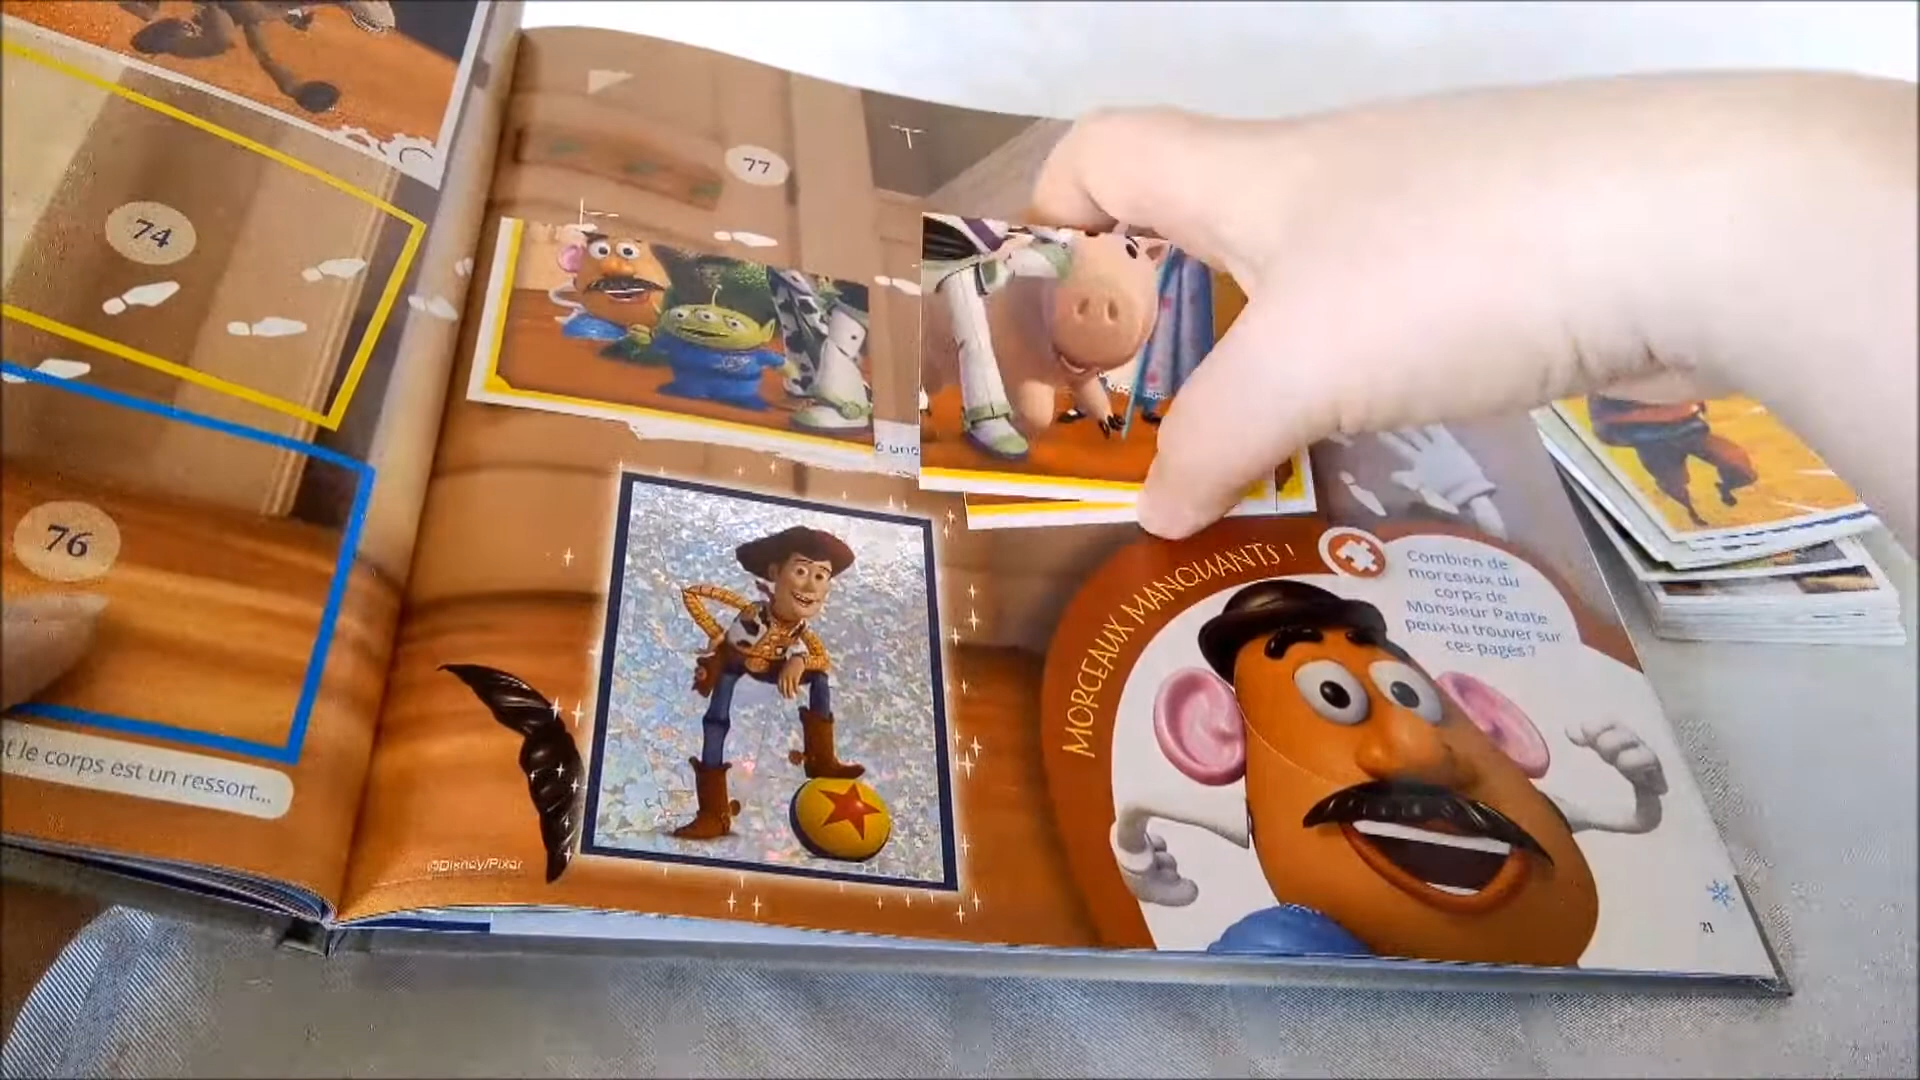 74
76
t le corps est un ressort...
©Disney/Pixar
77
MORCEAUX MANQUANTS !
Combien de
morceaux du
corps de
Monsieur Patate
peux-tu trouver sur
ces pages ?
21